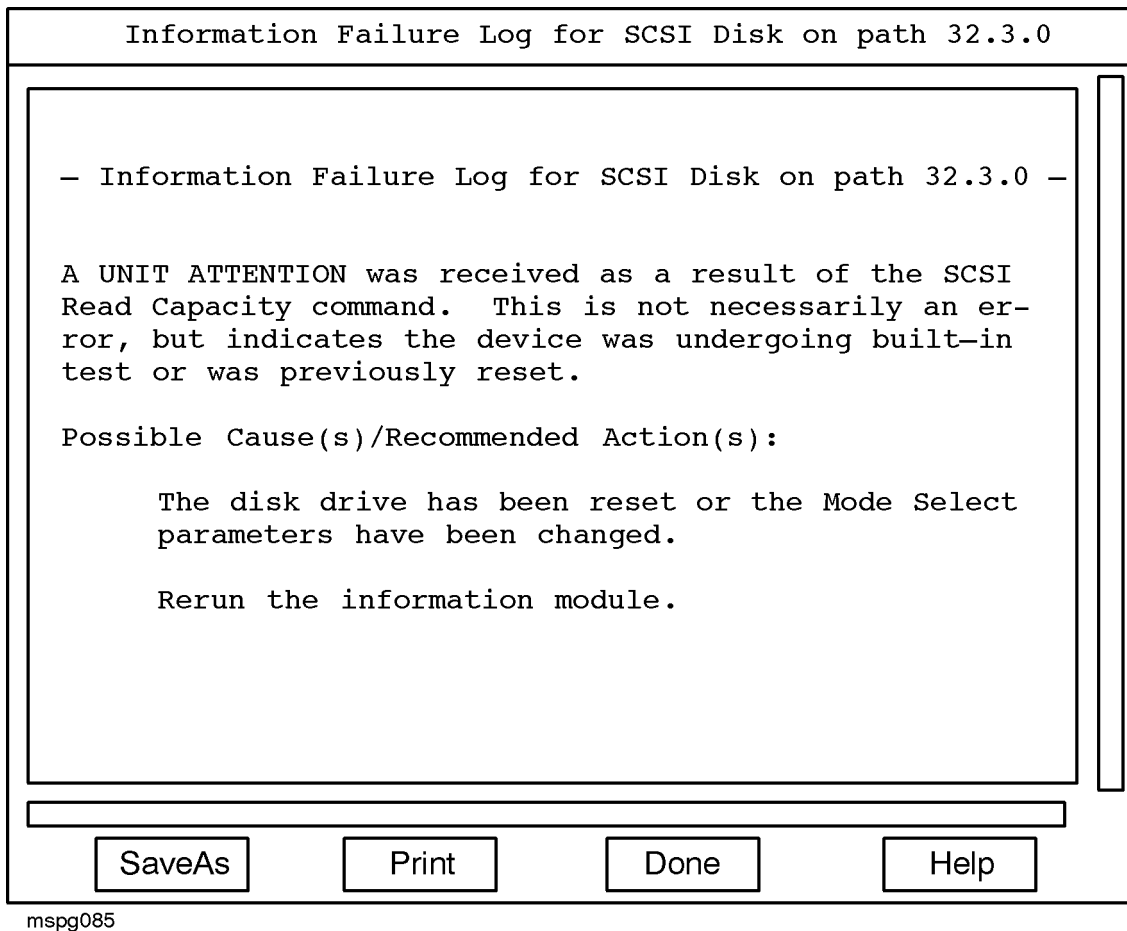 Information Failure Log for SCSI Disk on path 32.3.0
– Information Failure Log for SCSI Disk on path 32.3.0 –
A UNIT ATTENTION was received as a result of the SCSI
Read Capacity command.  This is not necessarily an er–
ror, but indicates the device was undergoing built–in
test or was previously reset.
Possible Cause(s)/Recommended Action(s):
The disk drive has been reset or the Mode Select
parameters have been changed.
Rerun the information module.
SaveAs
Print
Done
Help
mspg085